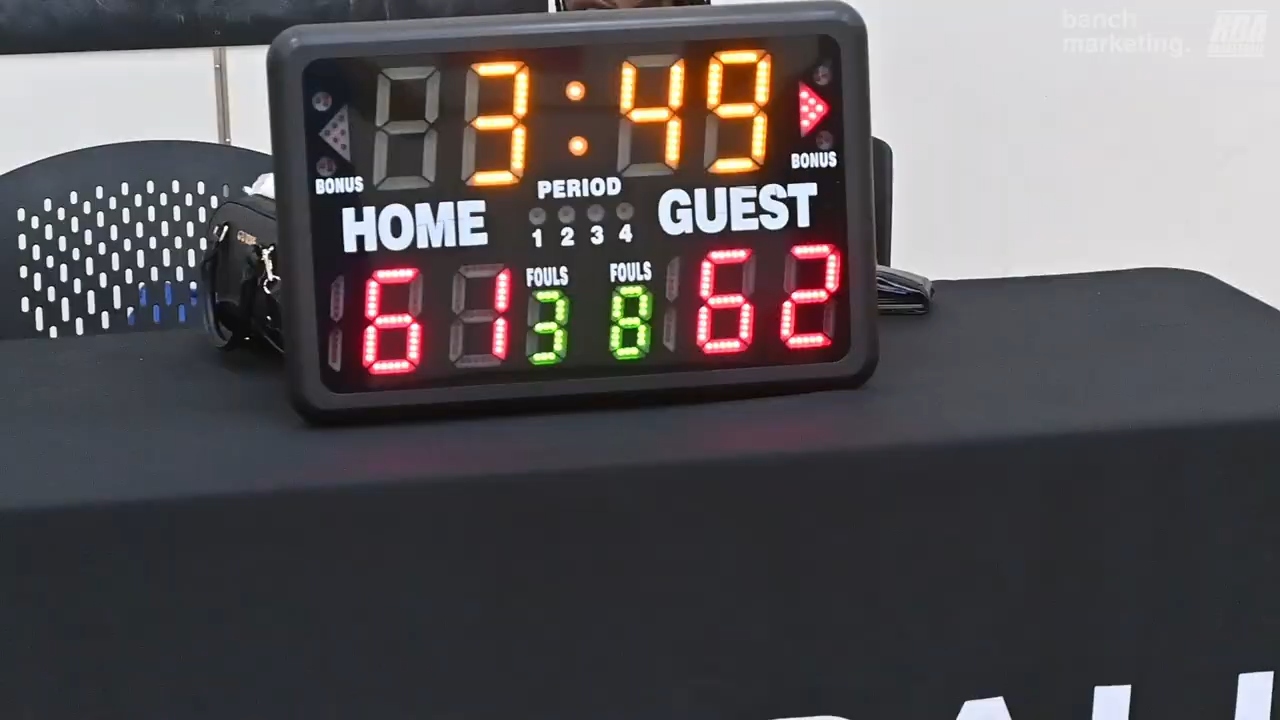 banch
marketing.
3:49
BONUS
BONUS
PERIOD
HOME
GUEST
1 2 3 4
FOULS
FOULS
61
3
8
62